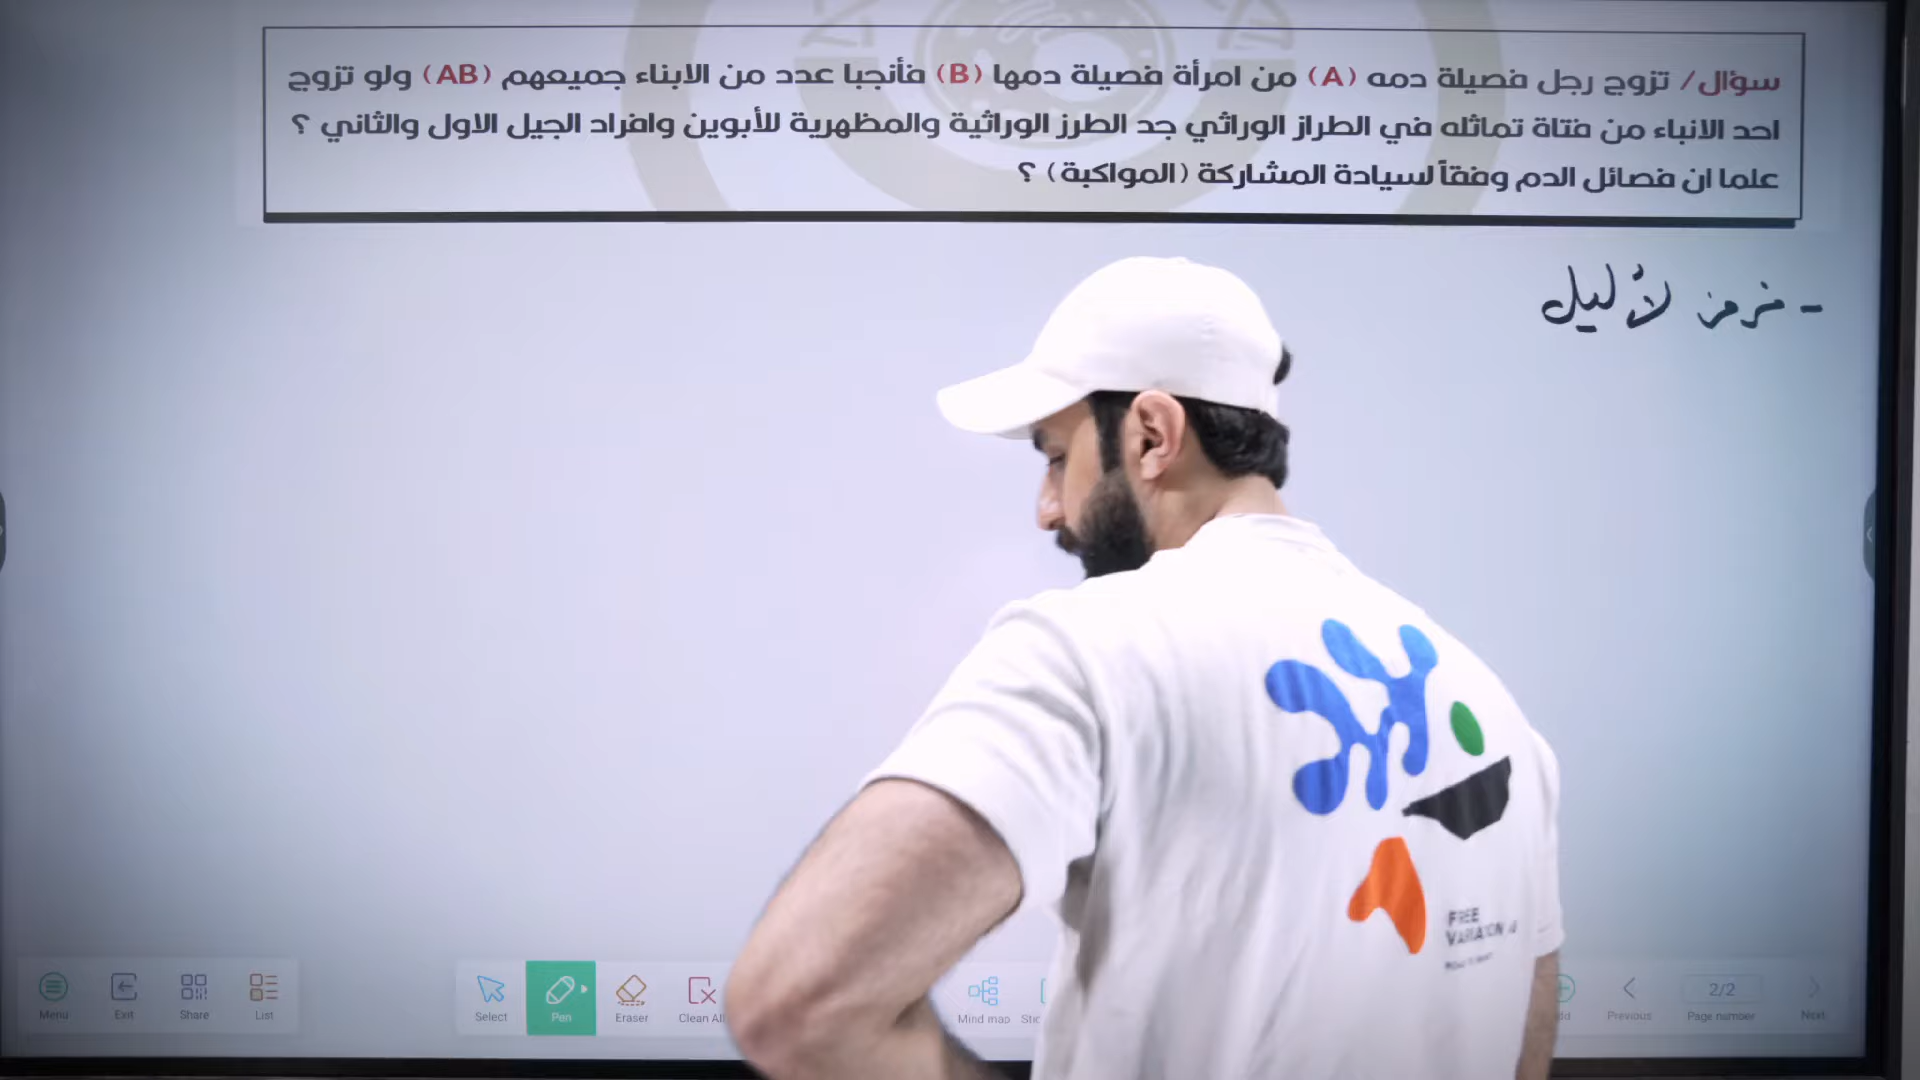 سؤال/ تزوج رجل فصيلة دمه (A) من امرأة فصيلة دمها (B) فأنجبا عدد من الابناء جميعهم (AB) ولو تزوج
احد الانباء من فتاة تماثله في الطراز الوراثي جد الطرز الوراثية والمظهرية للأبوين وافراد الجيل الاول والثاني ؟
علما ان فصائل الدم وفقاً لسيادة المشاركة (المواكبة) ؟
- نرمز لأليل
FREE
Menu Exit Share List Select Pen Eraser Clean All Mind map Previous 2/2 Page number Next